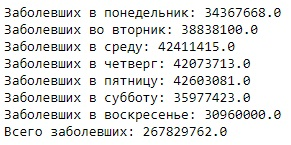 Заболевших в понедельник: 34367668.0
Заболевших во вторник: 38838100.0
Заболевших в среду: 42411415.0
Заболевших в четверг: 42073713.0
Заболевших в пятницу: 42603081.0
Заболевших в субботу: 35977423.0
Заболевших в воскресенье: 30960000.0
Всего заболевших: 267829762.0